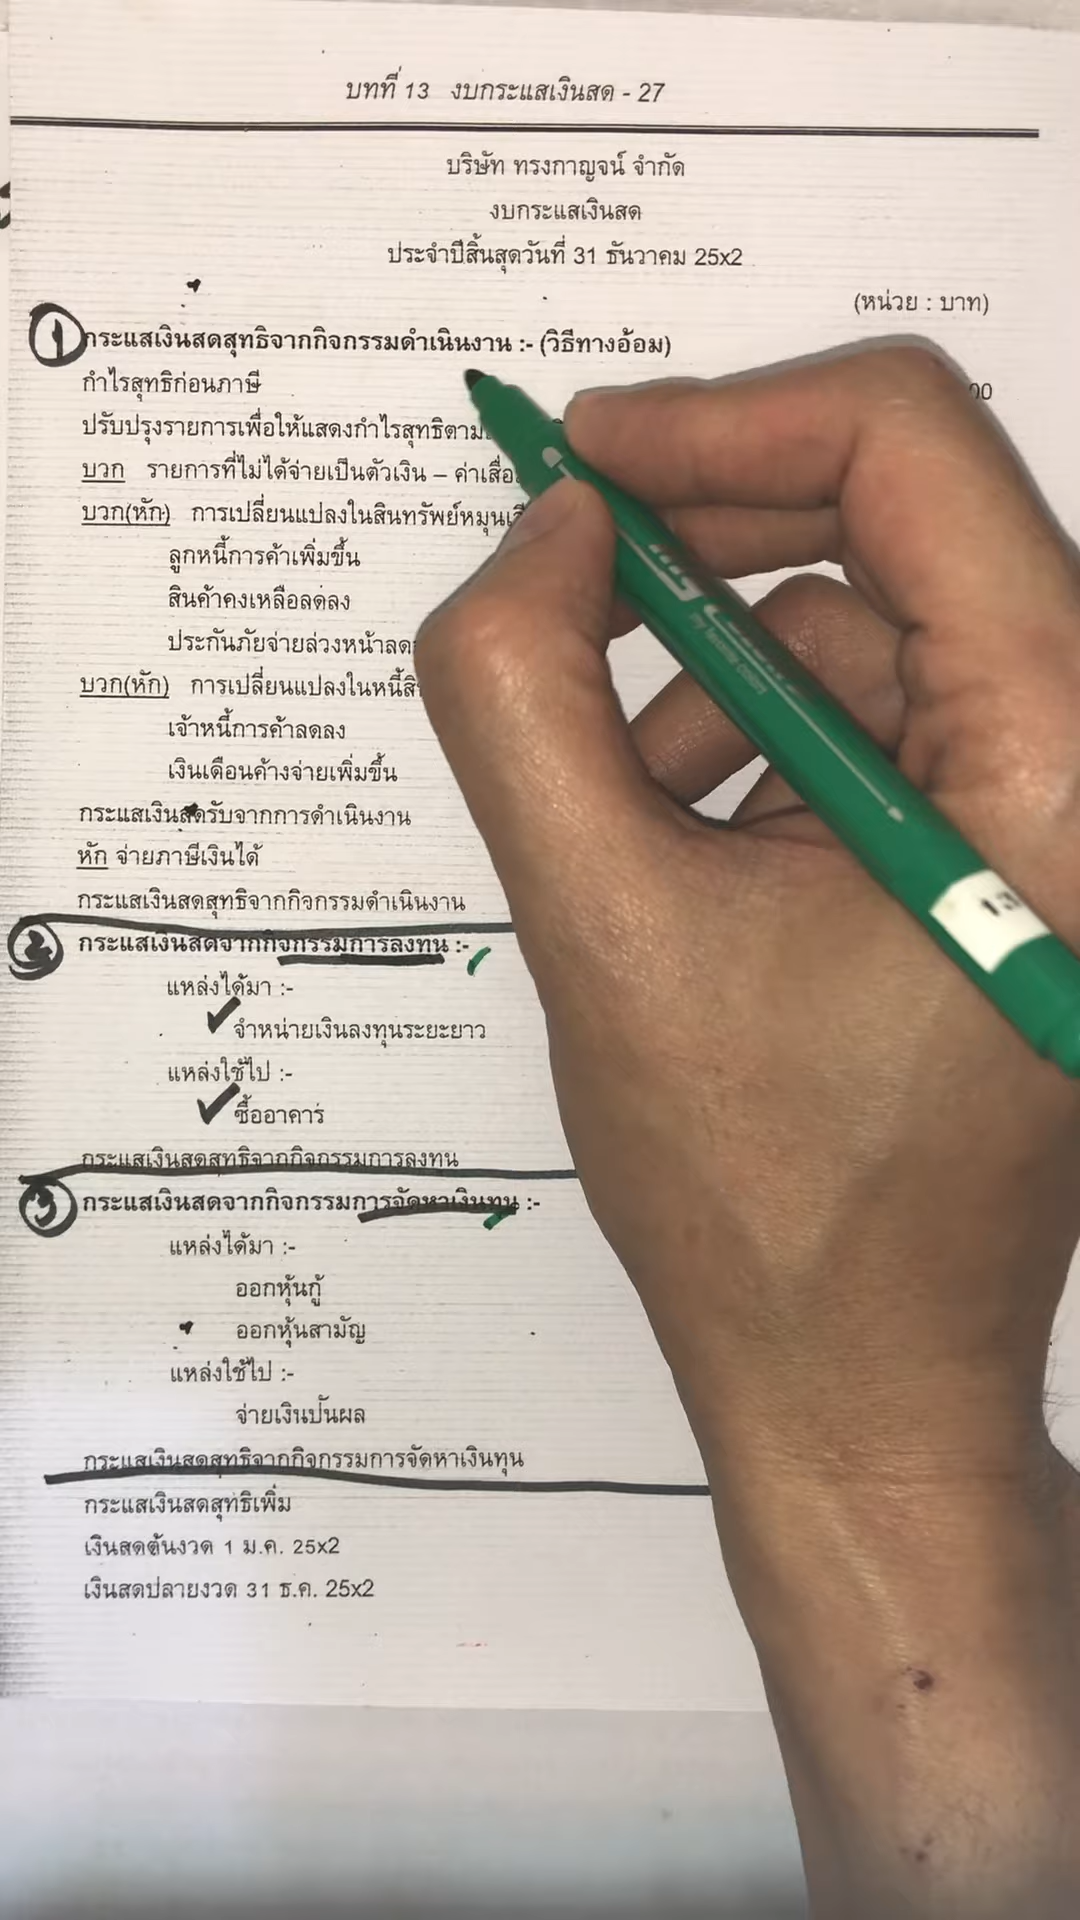 บทที่ 13 งบกระแสเงินสด - 27
บริษัท ทรงกาญจน์ จำกัด
งบกระแสเงินสด
ประจำปีสิ้นสุดวันที่ 31 ธันวาคม 25x2
(หน่วย : บาท)
1 กระแสเงินสดสุทธิจากกิจกรรมดำเนินงาน :- (วิธีทางอ้อม)
กำไรสุทธิก่อนภาษี 00
ปรับปรุงรายการเพื่อให้แสดงกำไรสุทธิตาม
บวก รายการที่ไม่ได้จ่ายเป็นตัวเงิน –
บวก(หัก) การเปลี่ยนแปลงใน
ลูกหนี้การค้าเพิ่มขึ้น
สินค้าคงเหลือลดลง
ประกันภัยจ่ายล่วงหน้า
บวก(หัก) การเปลี่ยนแปลงใน
เจ้าหนี้การค้าลดลง
เงินเดือนค้างจ่ายเพิ่มขึ้น
กระแสเงินสดรับจากการดำเนินงาน
หัก จ่ายภาษีเงินได้
กระแสเงินสดสุทธิจากกิจกรรมดำเนินงาน
2 กระแสเงินสดจากกิจกรรมการลงทุน :-
แหล่งได้มา :-
จำหน่ายเงินลงทุนระยะยาว
แหล่งใช้ไป :-
ซื้ออาคาร
กระแสเงินสดสุทธิจากกิจกรรมการลงทุน
3 กระแสเงินสดจากกิจกรรมการจัดหาเงินทุน :-
แหล่งได้มา :-
ออกหุ้นกู้
ออกหุ้นสามัญ
แหล่งใช้ไป :-
จ่ายเงินปันผล
กระแสเงินสดสุทธิจากกิจกรรมการจัดหาเงินทุน
กระแสเงินสดสุทธิเพิ่ม
เงินสดต้นงวด 1 ม.ค. 25x2
เงินสดปลายงวด 31 ธ.ค. 25x2